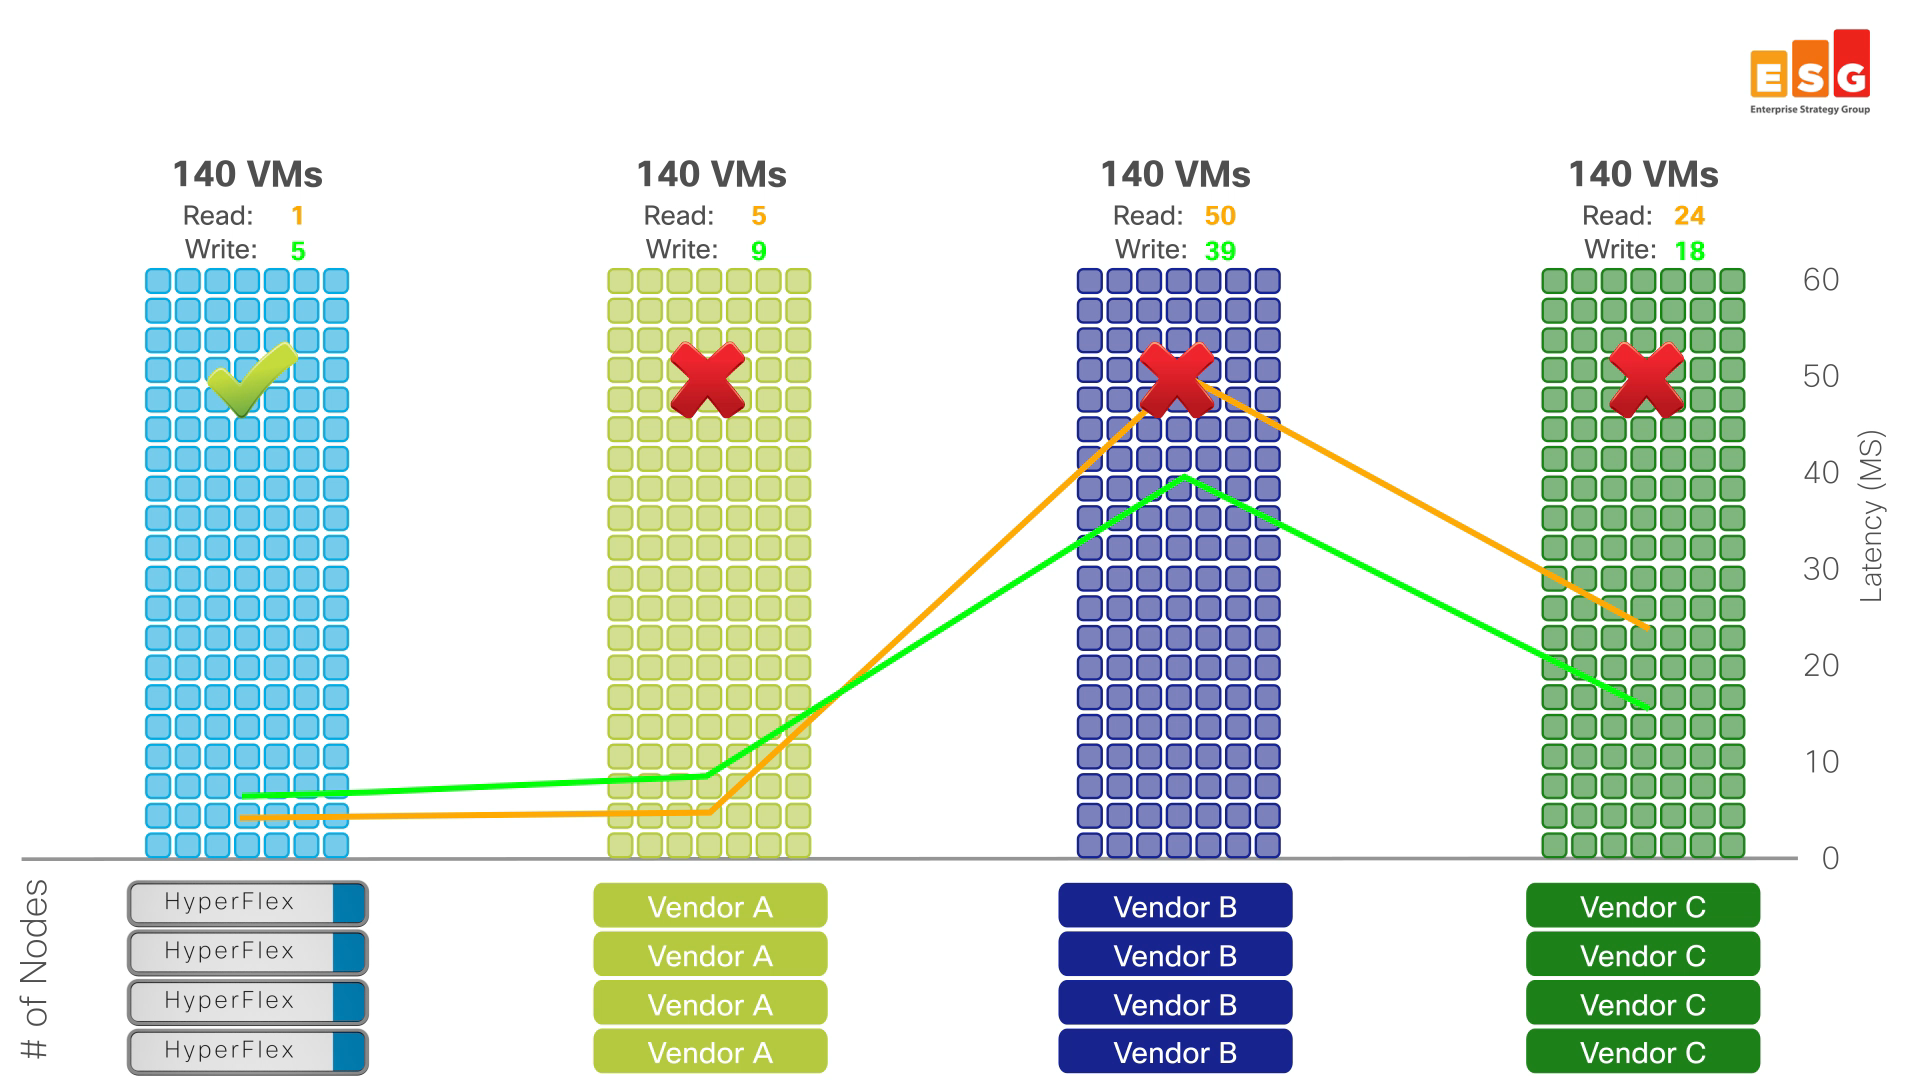 ESG
Enterprise Strategy Group
140 VMs
Read: 1
Write: 5
140 VMs
Read: 5
Write: 9
140 VMs
Read: 50
Write: 39
140 VMs
Read: 24
Write: 18
60
50
40
30
20
10
0
Latency (MS)
# of Nodes
HyperFlex
HyperFlex
HyperFlex
HyperFlex
Vendor A
Vendor A
Vendor A
Vendor A
Vendor B
Vendor B
Vendor B
Vendor B
Vendor C
Vendor C
Vendor C
Vendor C